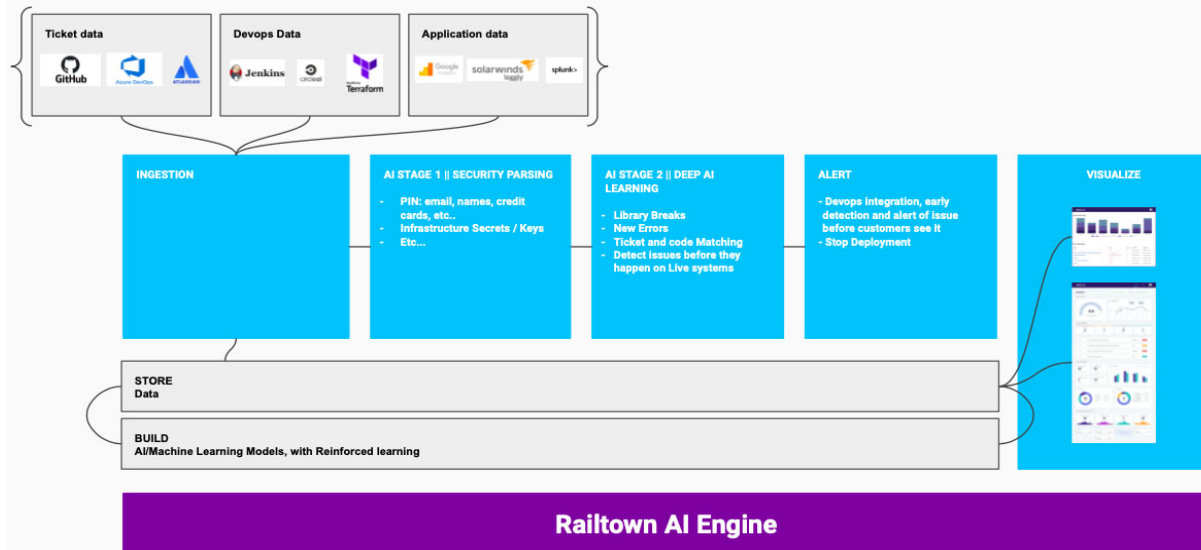 Ticket data
Devops Data
Application data
GitHub
Azure DevOps
ATLASSIAN
Jenkins
circleci
HashiCorp
Terraform
Google
Analytics
solarwinds
loggly
splunk>
INGESTION
AI STAGE 1 || SECURITY PARSING
- PIN: email, names, credit
cards, etc..
- Infrastructure Secrets / Keys
- Etc...
AI STAGE 2 || DEEP AI
LEARNING
- Library Breaks
- New Errors
- Ticket and code Matching
- Detect issues before they
happen on Live systems
ALERT
- Devops integration, early
detection and alert of issue
before customers see it
- Stop Deployment
VISUALIZE
STORE
Data
BUILD
AI/Machine Learning Models, with Reinforced learning
Railtown AI Engine